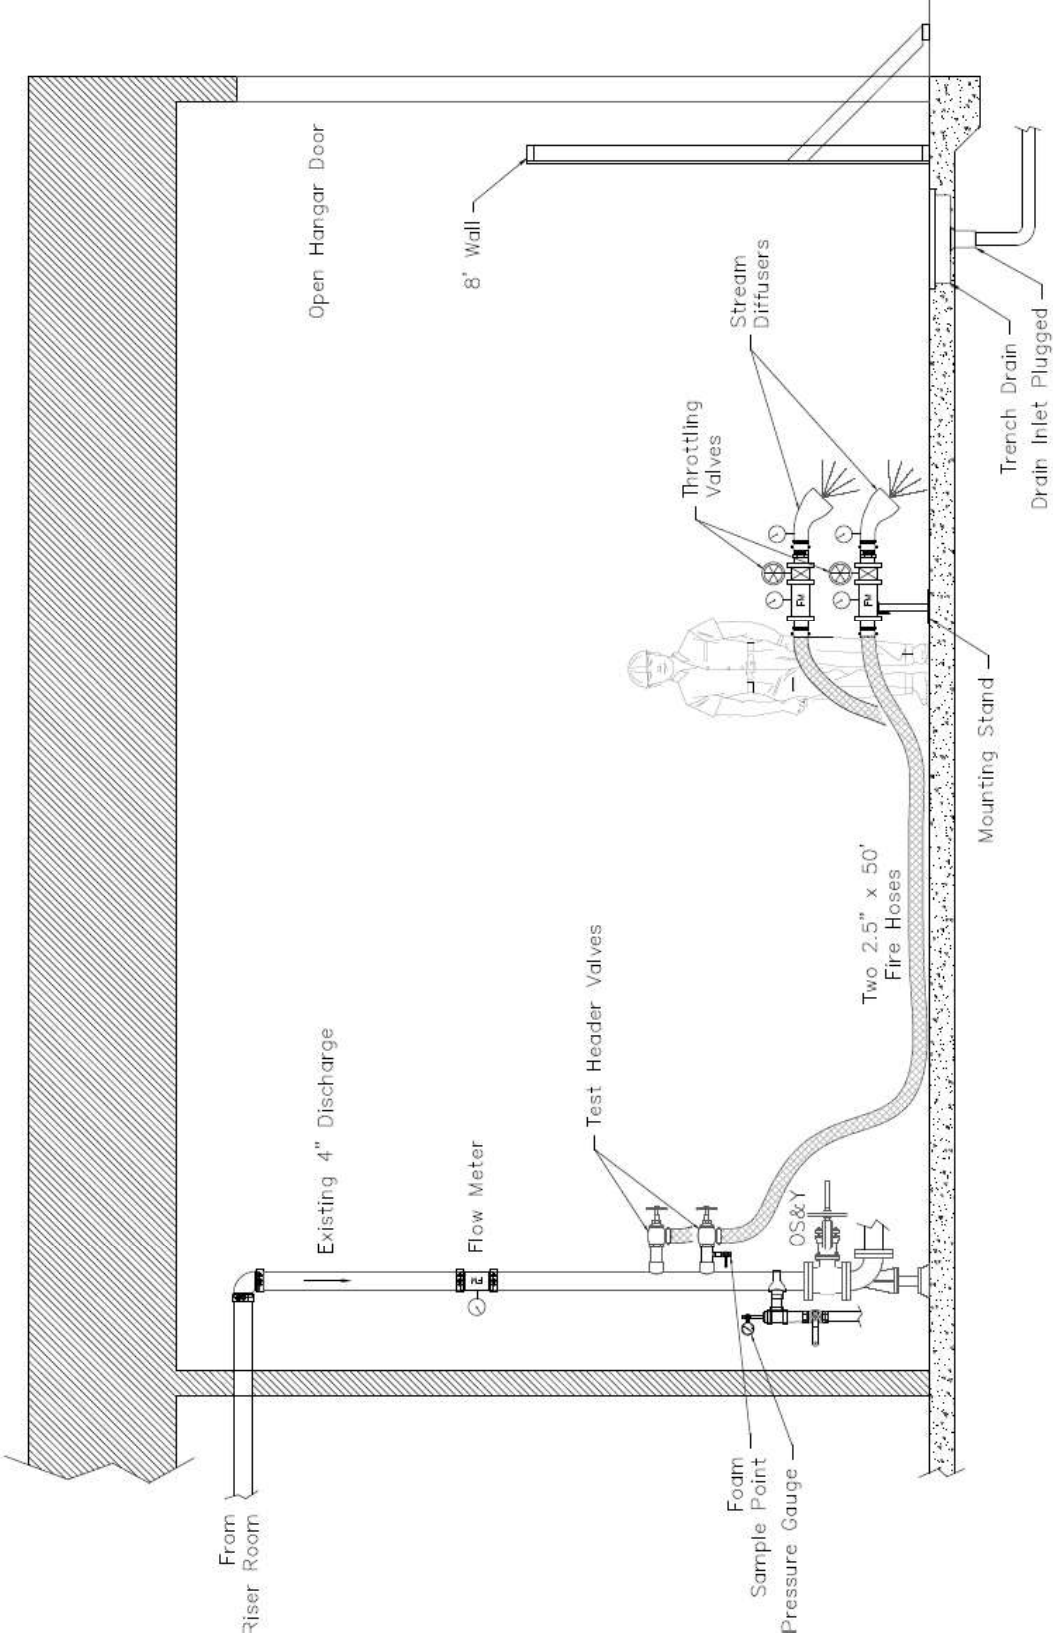 From
Riser Room
Existing 4" Discharge
Open Hangar Door
Flow Meter
8' Wall
Test Header Valves
Throttling
Valves
Stream
Diffusers
Foam
Sample Point
Pressure Gauge
OS&Y
Two 2.5" x 50'
Fire Hoses
FM
FM
Mounting Stand
Trench Drain
Drain Inlet Plugged